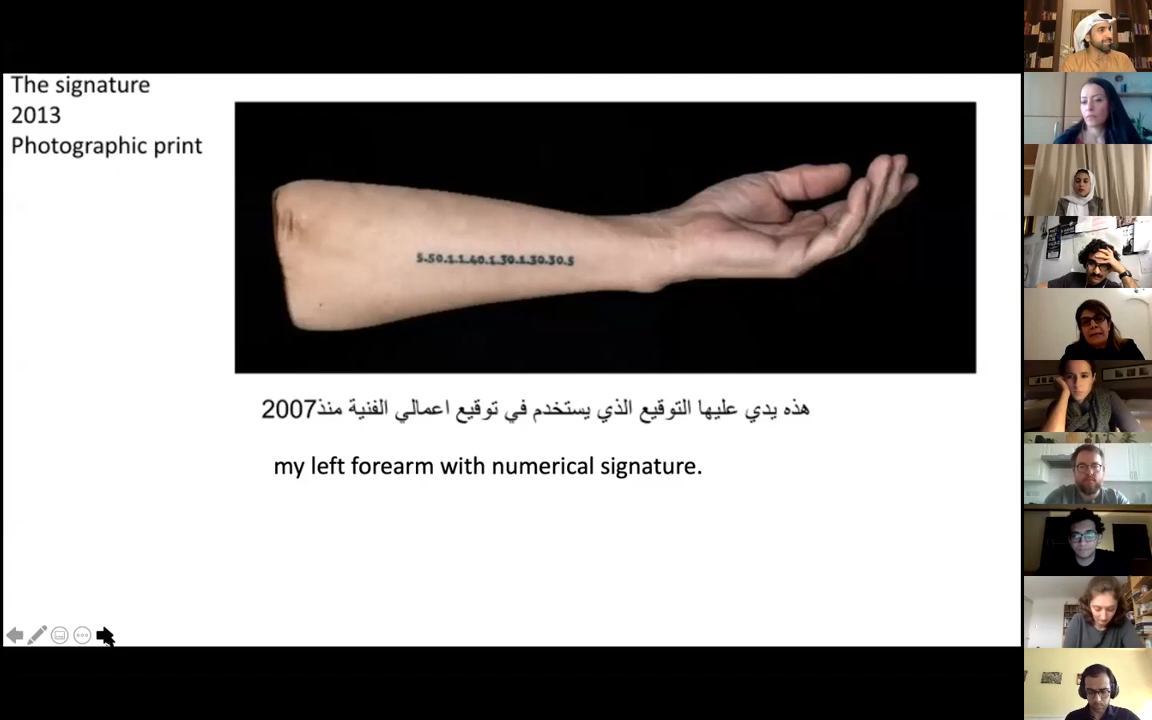 The signature
2013
Photographic print
5.50.1.1.40.1.30.1.30.30.5
هذه يدي عليها التوقيع الذي يستخدم في توقيع اعمالي الفنية منذ2007
my left forearm with numerical signature.